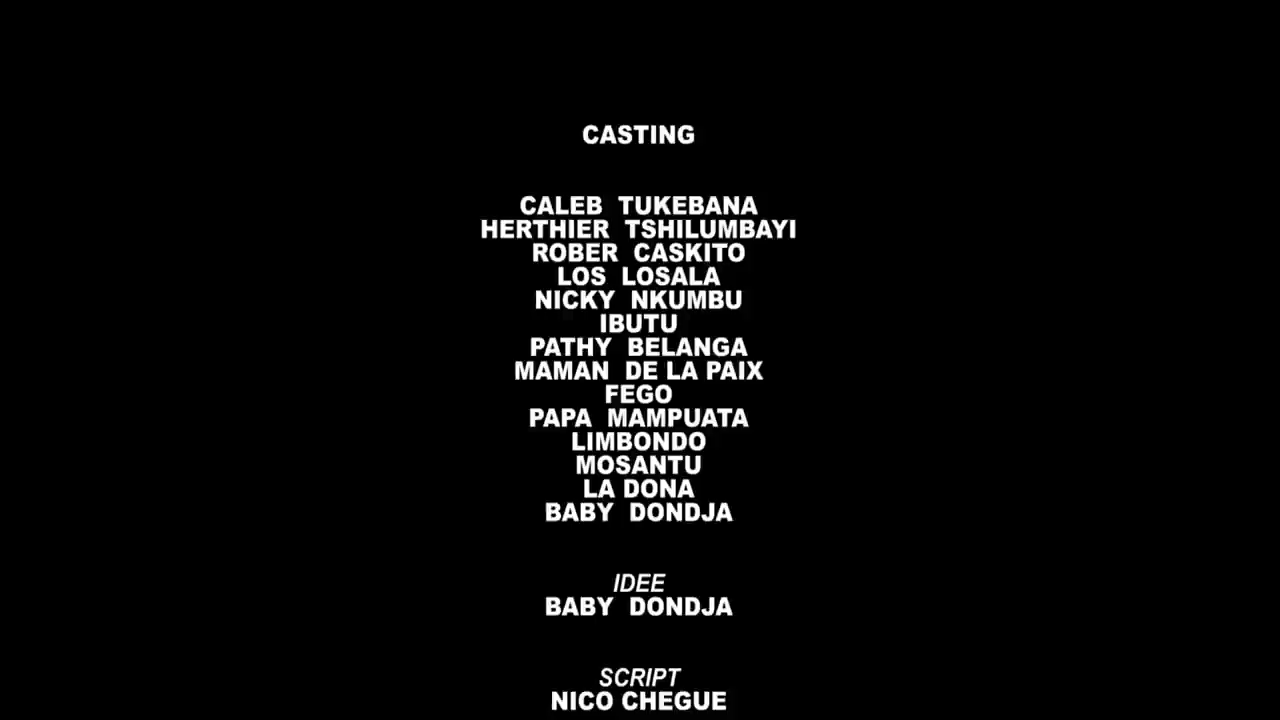 CASTING
CALEB TUKEBANA
HERTHIER TSHILUMBAYI
ROBER CASKITO
LOS LOSALA
NICKY NKUMBU
IBUTU
PATHY BELANGA
MAMAN DE LA PAIX
FEGO
PAPA MAMPUATA
LIMBONDO
MOSANTU
LA DONA
BABY DONDJA
IDEE
BABY DONDJA
SCRIPT
NICO CHEGUE